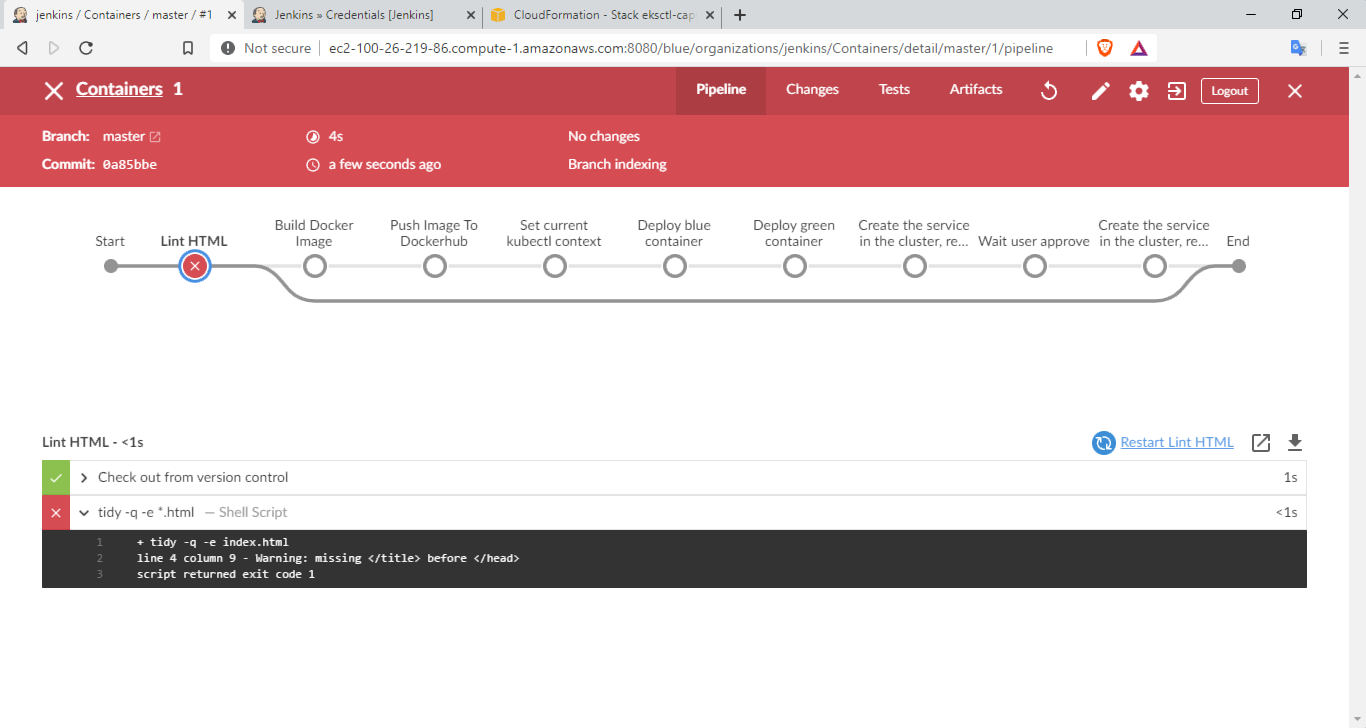 jenkins / Containers / master / #1
Jenkins » Credentials [Jenkins]
CloudFormation - Stack eksctl-cap
Not secure
ec2-100-26-219-86.compute-1.amazonaws.com:8080/blue/organizations/jenkins/Containers/detail/master/1/pipeline
Containers 1
Pipeline
Changes
Tests
Artifacts
Logout
Branch: master
4s
No changes
Commit: 0a85bbe
a few seconds ago
Branch indexing
Start
Lint HTML
Build Docker
Image
Push Image To
Dockerhub
Set current
kubectl context
Deploy blue
container
Deploy green
container
Create the service
in the cluster, re...
Wait user approve
Create the service
in the cluster, re...
End
Lint HTML - <1s
Restart Lint HTML
Check out from version control
1s
tidy -q -e *.html — Shell Script
<1s
1 + tidy -q -e index.html
2 line 4 column 9 - Warning: missing </title> before </head>
3 script returned exit code 1